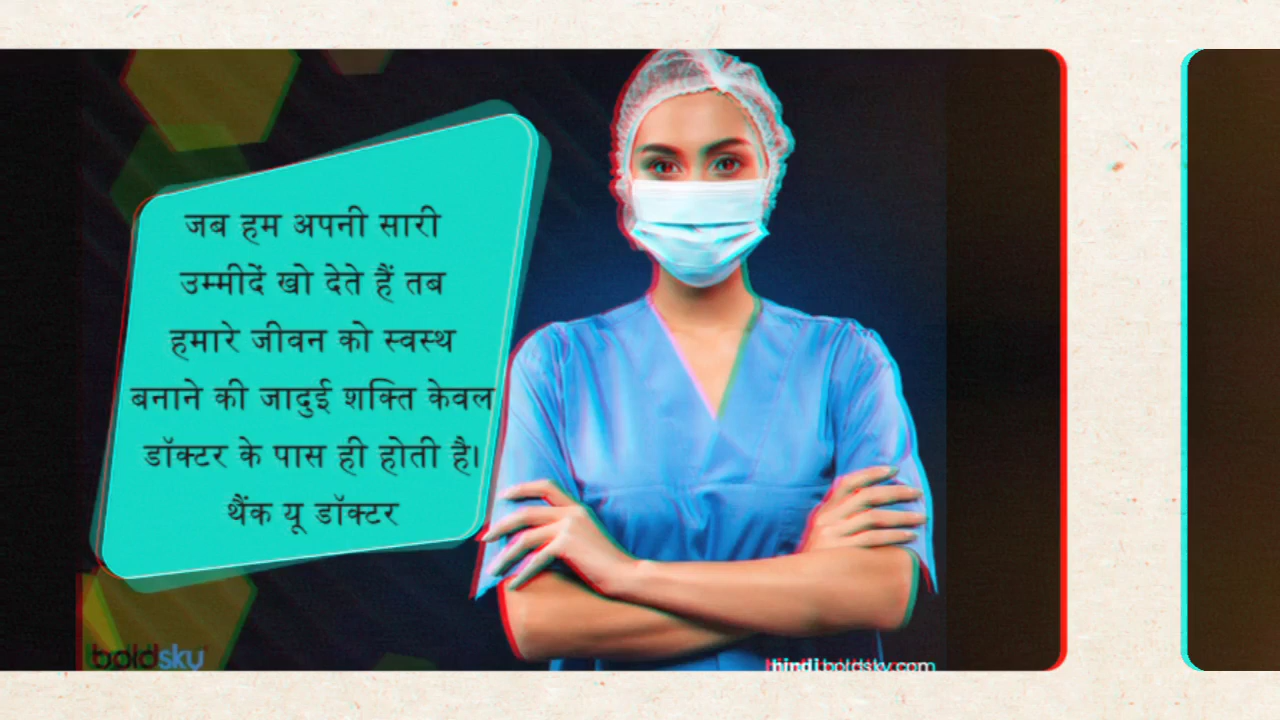 जब हम अपनी सारी
उम्मीदें खो देते हैं तब
हमारे जीवन को स्वस्थ
बनाने की जादुई शक्ति केवल
डॉक्टर के पास ही होती है।
थैंक यू डॉक्टर
boldsky
hindi.boldsky.com